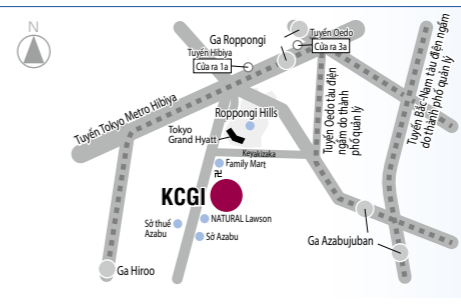 N
Ga Roppongi
Tuyến Oedo
Cửa ra 3a
Tuyến Hibiya
Cửa ra 1a
Tuyến Tokyo Metro Hibiya
Roppongi Hills
Tokyo
Grand Hyatt
Keyakizaka
Tuyến Oedo tàu điện
ngầm do thành
phố quản lý
Tuyến Bắc-Nam tàu điện ngầm
do thành phố quản lý
Family Mart
卍
KCGI
NATURAL Lawson
Sở thuế
Azabu
Sở Azabu
Ga Azabujuban
Ga Hiroo